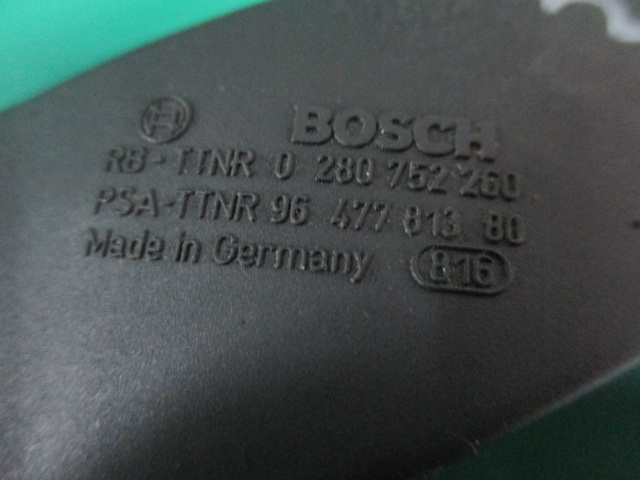 BOSCH
RB-TTNR 0 280 752 260
PSA-TTNR 96 477 813 80
Made in Germany 816